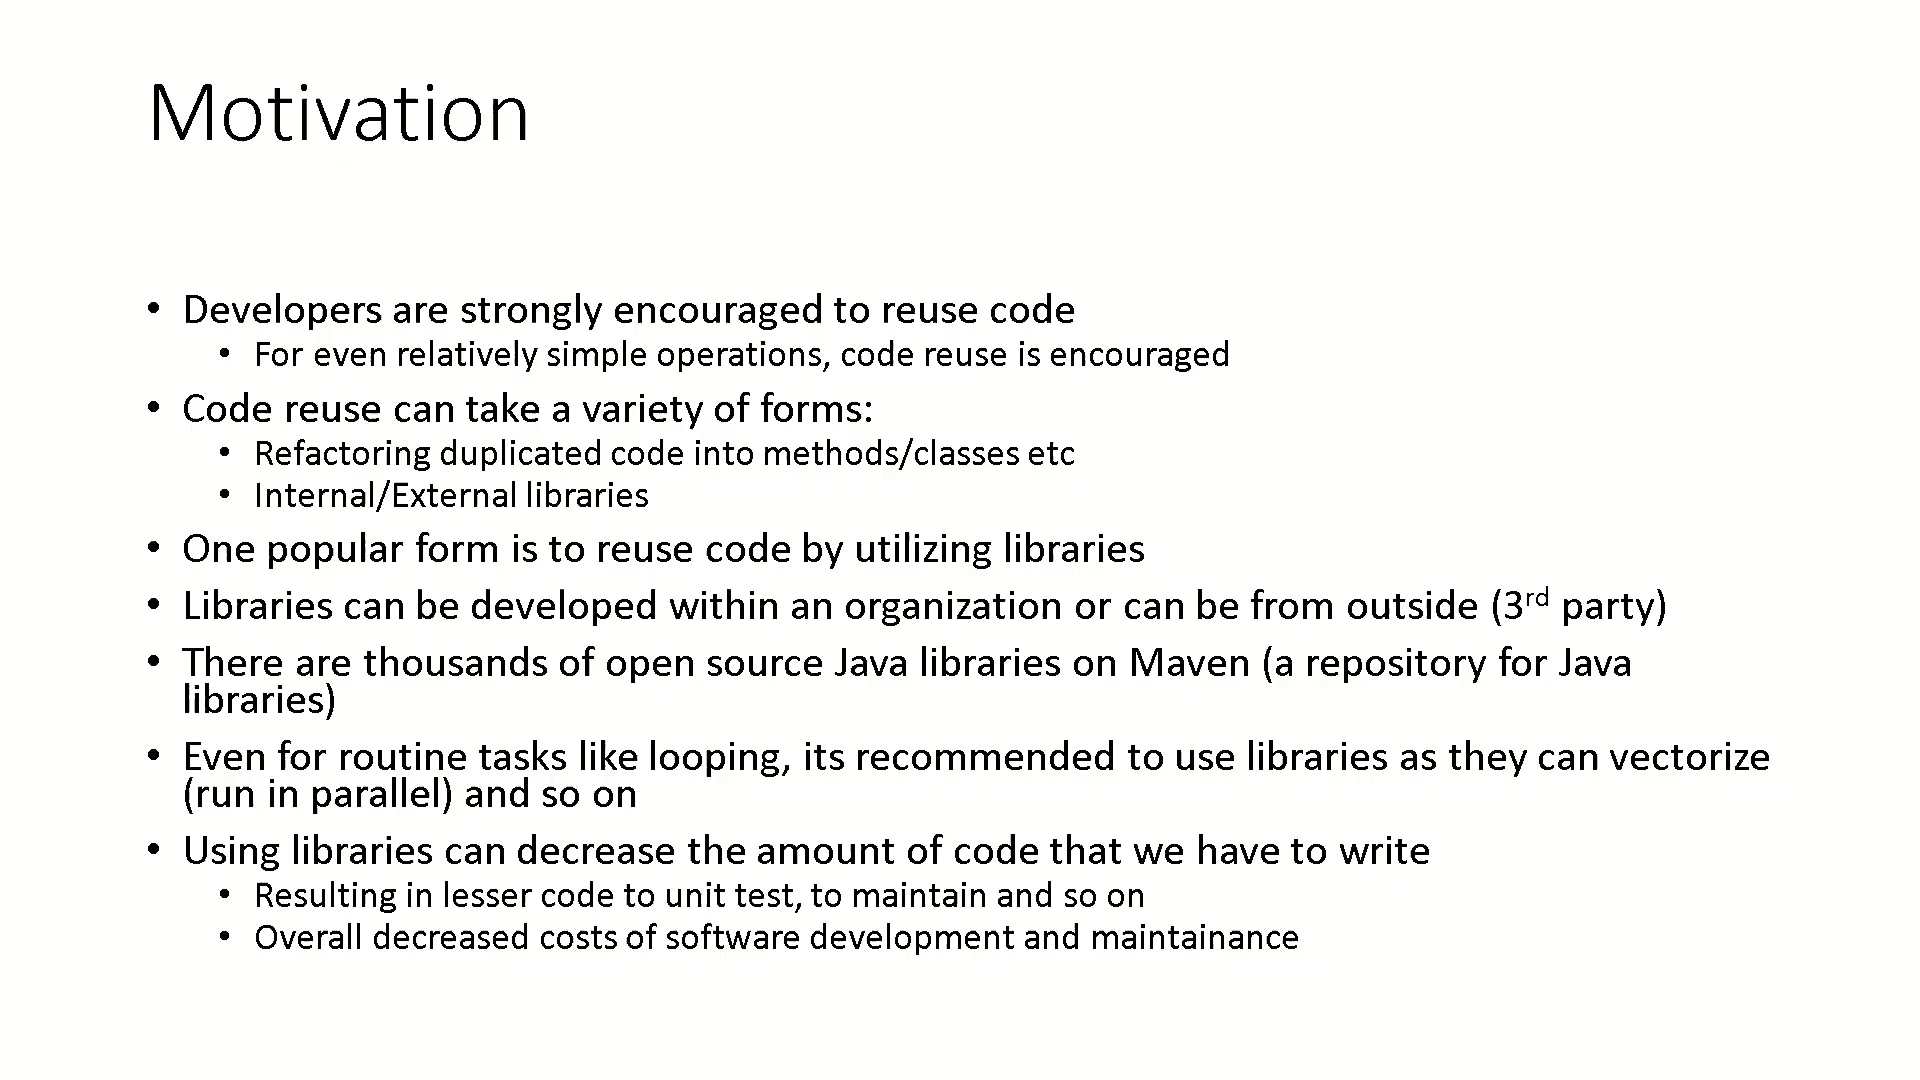 Motivation
• Developers are strongly encouraged to reuse code
• For even relatively simple operations, code reuse is encouraged
• Code reuse can take a variety of forms:
• Refactoring duplicated code into methods/classes etc
• Internal/External libraries
• One popular form is to reuse code by utilizing libraries
• Libraries can be developed within an organization or can be from outside (3rd party)
• There are thousands of open source Java libraries on Maven (a repository for Java
libraries)
• Even for routine tasks like looping, its recommended to use libraries as they can vectorize
(run in parallel) and so on
• Using libraries can decrease the amount of code that we have to write
• Resulting in lesser code to unit test, to maintain and so on
• Overall decreased costs of software development and maintainance